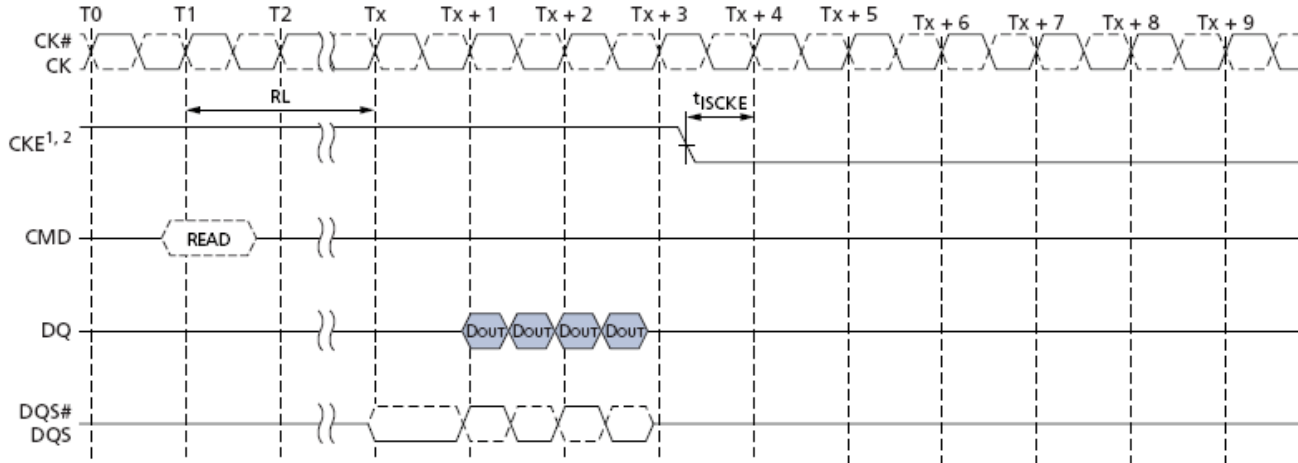 T0 T1 T2 Tx Tx + 1 Tx + 2 Tx + 3 Tx + 4 Tx + 5 Tx + 6 Tx + 7 Tx + 8 Tx + 9
CK#
CK
RL
tISCKE
CKE1, 2
CMD READ
DQ DOUT DOUT DOUT DOUT
DQS#
DQS